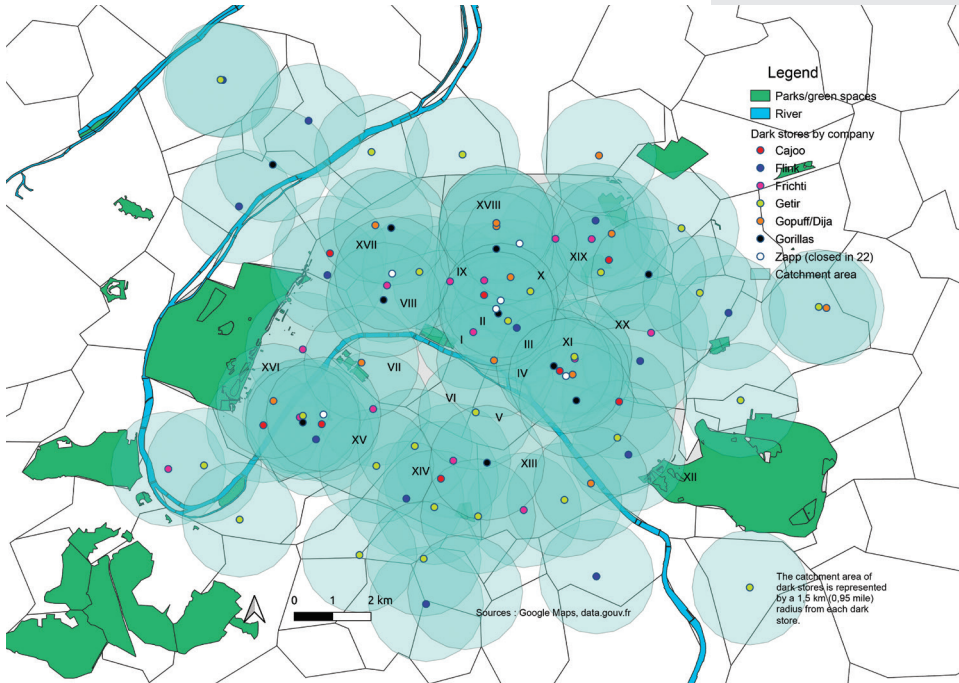 Legend
Parks/green spaces
River
Dark stores by company
Cajoo
Flink
Frichti
Getir
Gopuff/Dija
Gorillas
Zapp (closed in 22)
Catchment area
XVIII
XVII
XIX
IX
X
VIII
II
I
III
XX
XI
XVI
VII
IV
VI
V
XV
XIV
XIII
XII
0 1 2 km
Sources : Google Maps, data.gouv.fr
The catchment area of
dark stores is represented
by a 1,5 km (0,95 mile)
radius from each dark
store.